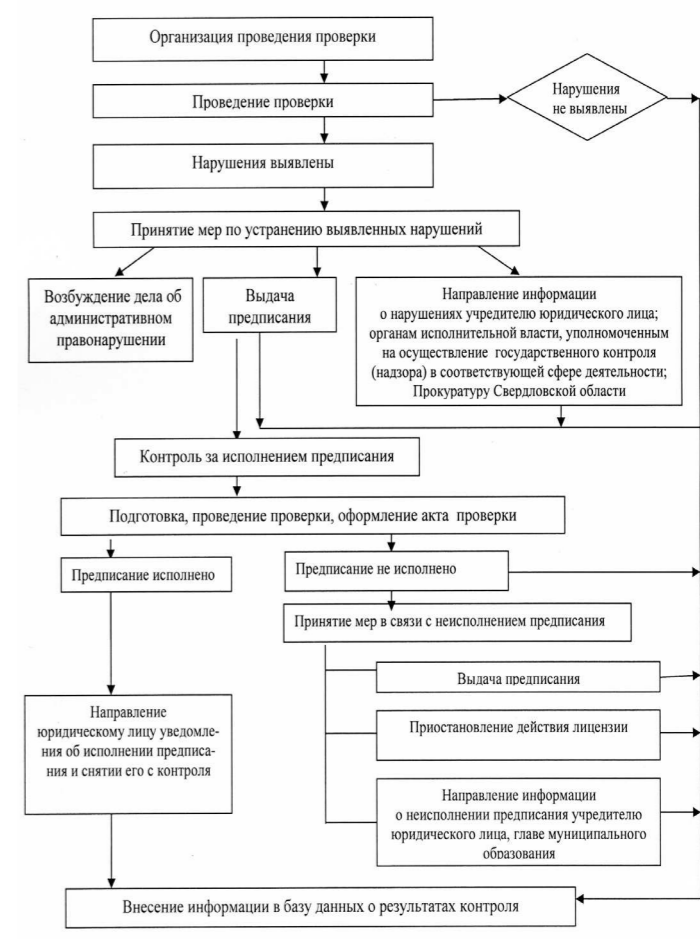 Организация проведения проверки
Проведение проверки
Нарушения
не выявлены
Нарушения выявлены
Принятие мер по устранению выявленных нарушений
Возбуждение дела об
административном
правонарушении
Выдача
предписания
Направление информации
о нарушениях учредителю юридического лица;
органам исполнительной власти, уполномоченным
на осуществление государственного контроля
(надзора) в соответствующей сфере деятельности;
Прокуратуру Свердловской области
Контроль за исполнением предписания
Подготовка, проведение проверки, оформление акта проверки
Предписание исполнено
Предписание не исполнено
Принятие мер в связи с неисполнением предписания
Выдача предписания
Приостановление действия лицензии
Направление
юридическому лицу уведомле-
ния об исполнении предписа-
ния и снятии его с контроля
Направление информации
о неисполнении предписания учредителю
юридического лица, главе муниципального
образования
Внесение информации в базу данных о результатах контроля